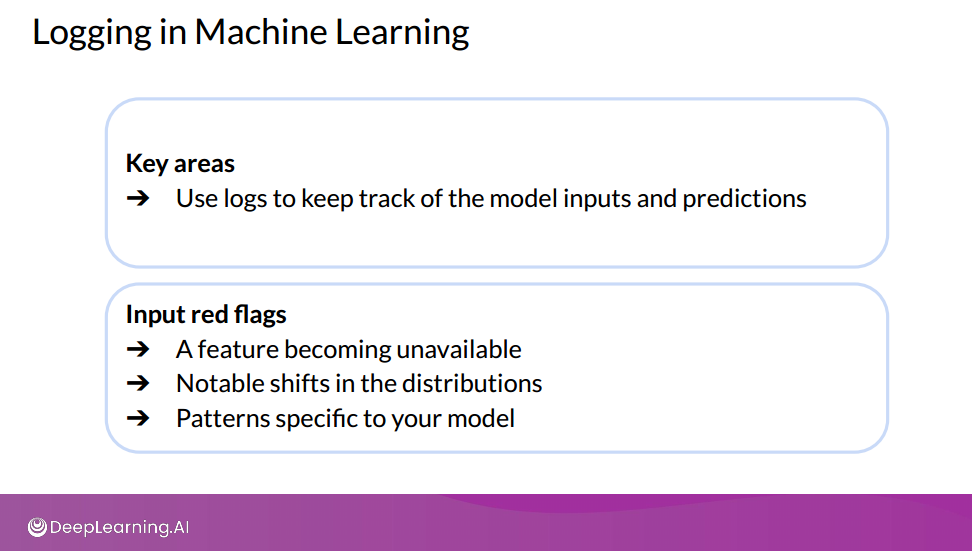 Logging in Machine Learning
Key areas
➔ Use logs to keep track of the model inputs and predictions
Input red flags
➔ A feature becoming unavailable
➔ Notable shifts in the distributions
➔ Patterns specific to your model
DeepLearning.AI